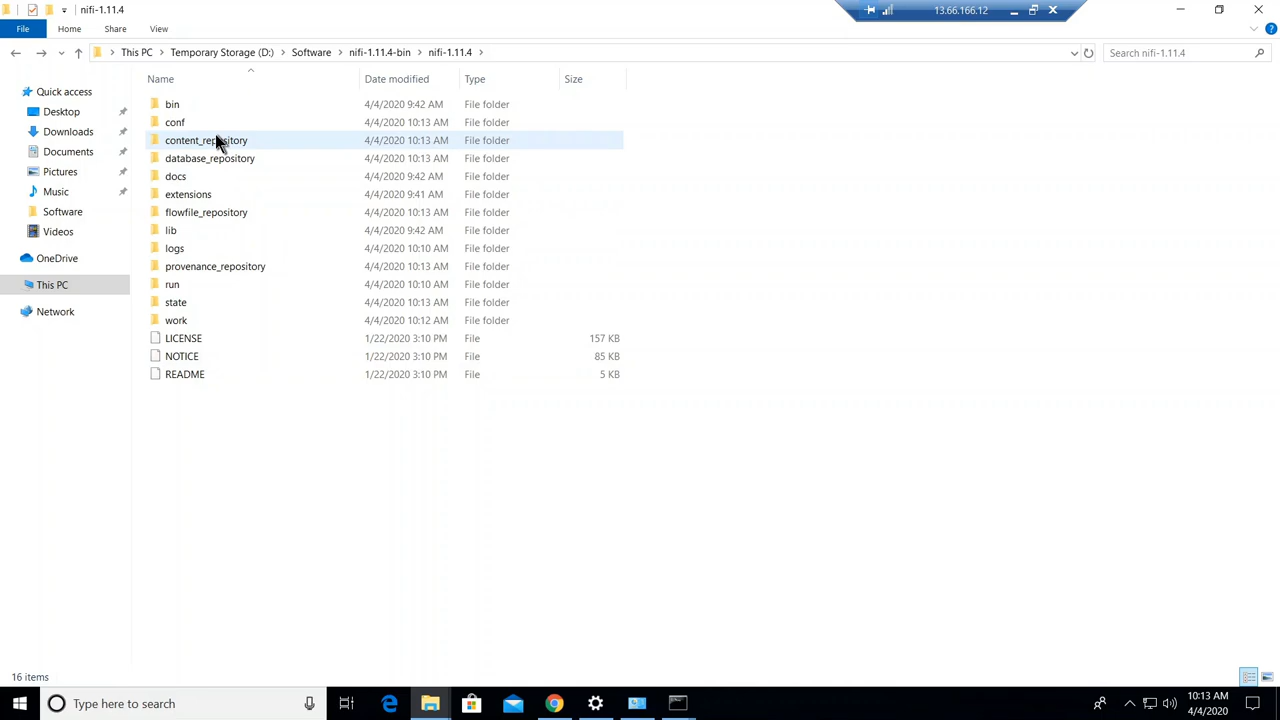 nifi-1.11.4
13.66.166.12
File Home Share View
This PC Temporary Storage (D:) Software nifi-1.11.4-bin nifi-1.11.4
Search nifi-1.11.4
Name Date modified Type Size
Quick access
Desktop
Downloads
Documents
Pictures
Music
Software
Videos
OneDrive
This PC
Network
bin 4/4/2020 9:42 AM File folder
conf 4/4/2020 10:13 AM File folder
content_repository 4/4/2020 10:13 AM File folder
database_repository 4/4/2020 10:13 AM File folder
docs 4/4/2020 9:42 AM File folder
extensions 4/4/2020 9:41 AM File folder
flowfile_repository 4/4/2020 10:13 AM File folder
lib 4/4/2020 9:42 AM File folder
logs 4/4/2020 10:10 AM File folder
provenance_repository 4/4/2020 10:13 AM File folder
run 4/4/2020 10:10 AM File folder
state 4/4/2020 10:13 AM File folder
work 4/4/2020 10:12 AM File folder
LICENSE 1/22/2020 3:10 PM File 157 KB
NOTICE 1/22/2020 3:10 PM File 85 KB
README 1/22/2020 3:10 PM File 5 KB
16 items
Type here to search
10:13 AM
4/4/2020